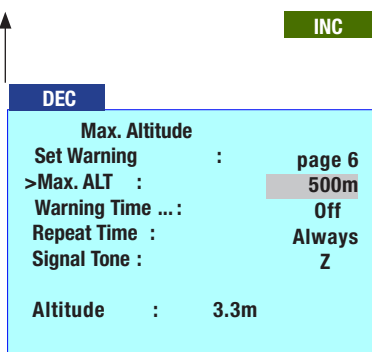 INC
DEC
Max. Altitude
Set Warning : page 6
>Max. ALT : 500m
Warning Time ... : Off
Repeat Time : Always
Signal Tone : Z
Altitude : 3.3m